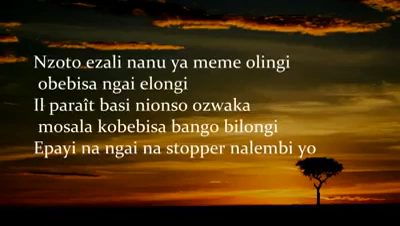 Nzoto ezali nanu ya meme olingi
obebisa ngai elongi
Il paraît basi nionso ozwaka
mosala kobebisa bango bilongi
Epayi na ngai na stopper nalembi yo